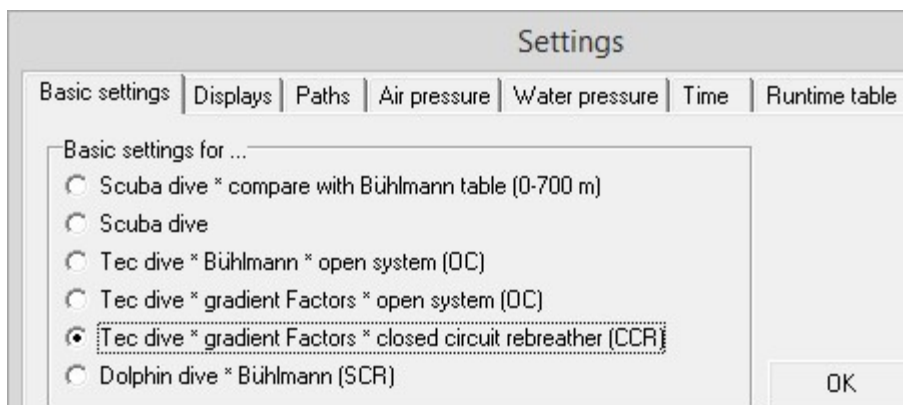 Settings
Basic settings Displays Paths Air pressure Water pressure Time Runtime table
Basic settings for ...
Scuba dive * compare with Bühlmann table (0-700 m)
Scuba dive
Tec dive * Bühlmann * open system (OC)
Tec dive * gradient Factors * open system (OC)
Tec dive * gradient Factors * closed circuit rebreather (CCR)
Dolphin dive * Bühlmann (SCR)
OK